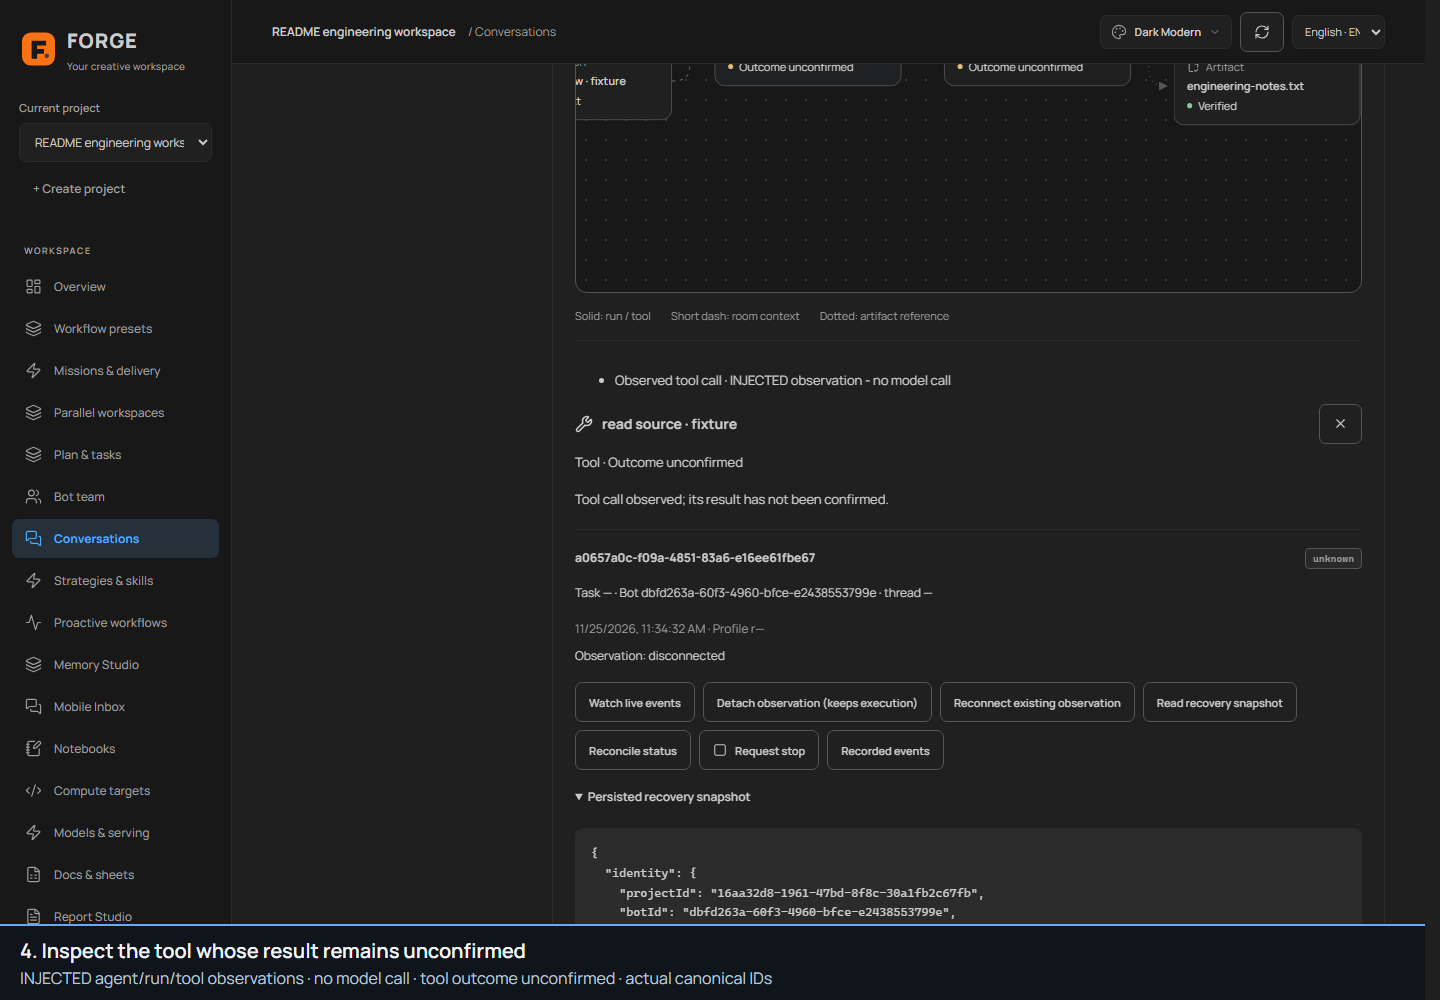 FORGE
Your creative workspace
Current project
README engineering works
+ Create project
WORKSPACE
Overview
Workflow presets
Missions & delivery
Parallel workspaces
Plan & tasks
Bot team
Conversations
Strategies & skills
Proactive workflows
Memory Studio
Mobile Inbox
Notebooks
Compute targets
Models & serving
Docs & sheets
Report Studio
README engineering workspace / Conversations
Dark Modern
English · EN
w · fixture
t
Outcome unconfirmed
Outcome unconfirmed
Artifact
engineering-notes.txt
Verified
Solid: run / tool
Short dash: room context
Dotted: artifact reference
Observed tool call · INJECTED observation - no model call
read source · fixture
Tool · Outcome unconfirmed
Tool call observed; its result has not been confirmed.
a0657a0c-f09a-4851-83a6-e16ee61fbe67
unknown
Task — · Bot dbfd263a-60f3-4960-bfce-e2438553799e · thread —
11/25/2026, 11:34:32 AM · Profile r—
Observation: disconnected
Watch live events
Detach observation (keeps execution)
Reconnect existing observation
Read recovery snapshot
Reconcile status
Request stop
Recorded events
Persisted recovery snapshot
{
"identity": {
"projectId": "16aa32d8-1961-47bd-8f8c-30a1fb2c67fb",
"botId": "dbfd263a-60f3-4960-bfce-e2438553799e",
4. Inspect the tool whose result remains unconfirmed
INJECTED agent/run/tool observations · no model call · tool outcome unconfirmed · actual canonical IDs